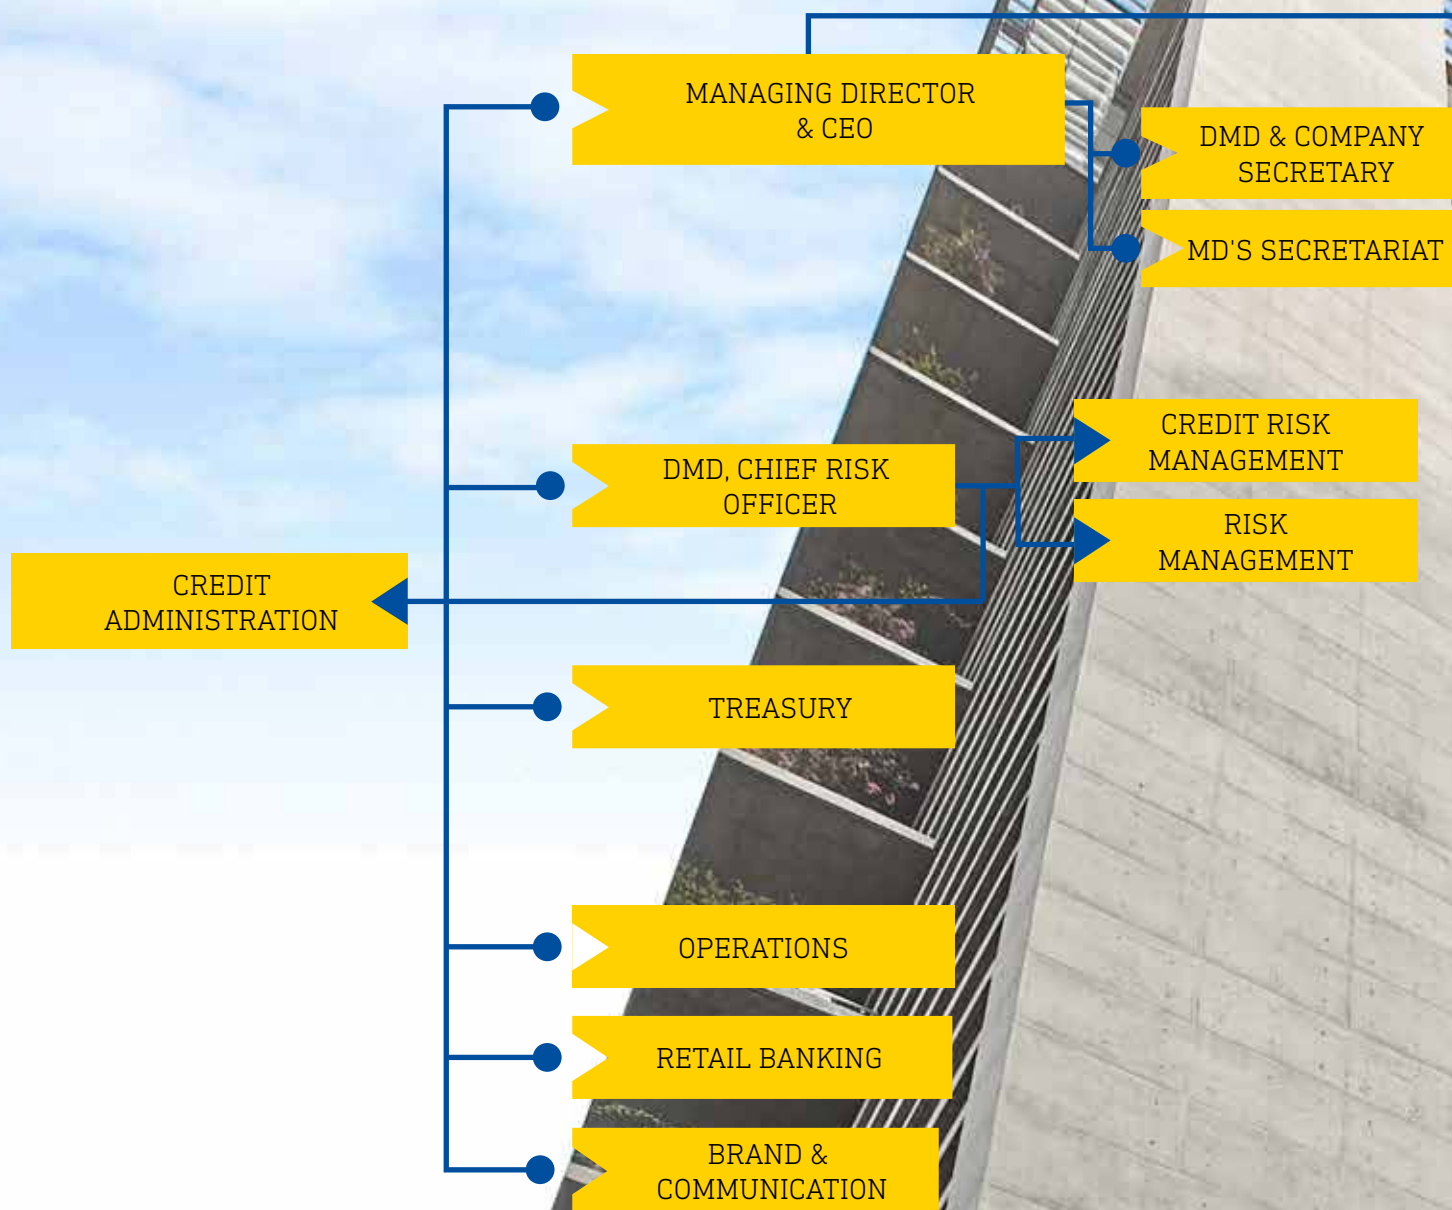 MANAGING DIRECTOR
& CEO
DMD & COMPANY
SECRETARY
MD'S SECRETARIAT
DMD, CHIEF RISK
OFFICER
CREDIT RISK
MANAGEMENT
RISK
MANAGEMENT
CREDIT
ADMINISTRATION
TREASURY
OPERATIONS
RETAIL BANKING
BRAND &
COMMUNICATION